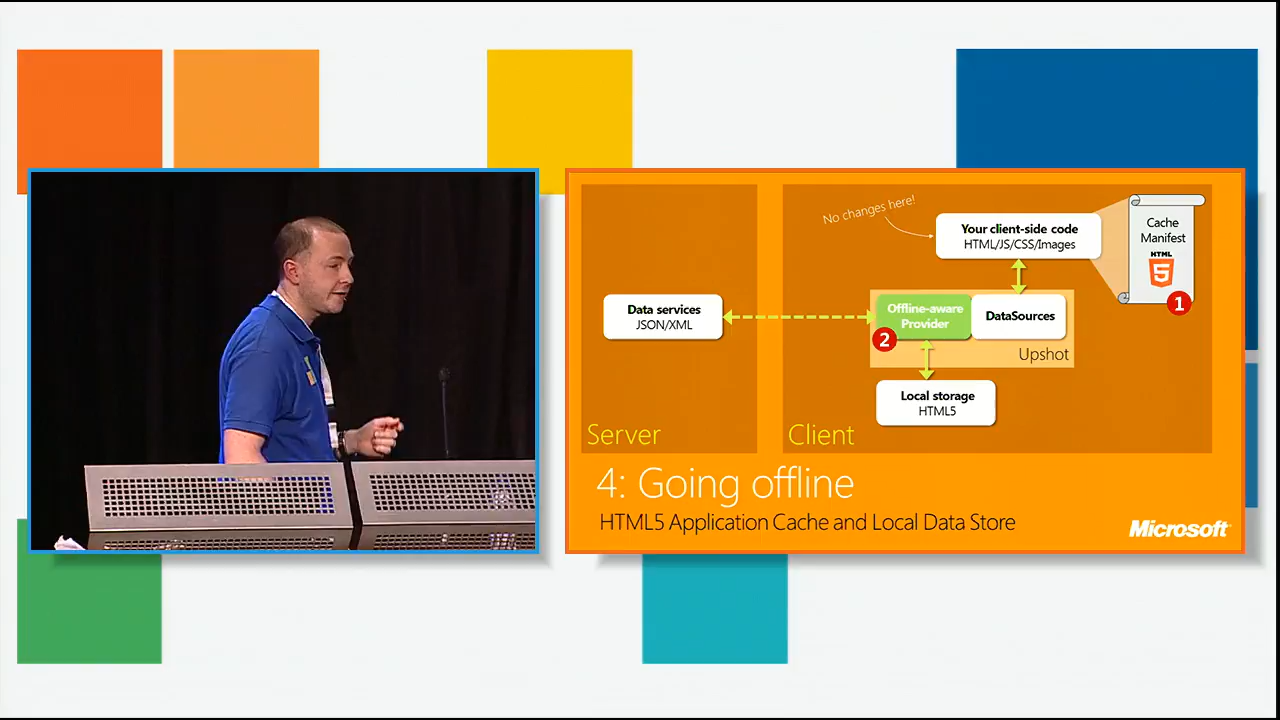 No changes here!
Your client-side code
HTML/JS/CSS/Images
Cache
Manifest
HTML
5
1
Data services
JSON/XML
Offline-aware
Provider
DataSources
2
Upshot
Local storage
HTML5
Server
Client
4: Going offline
HTML5 Application Cache and Local Data Store
Microsoft